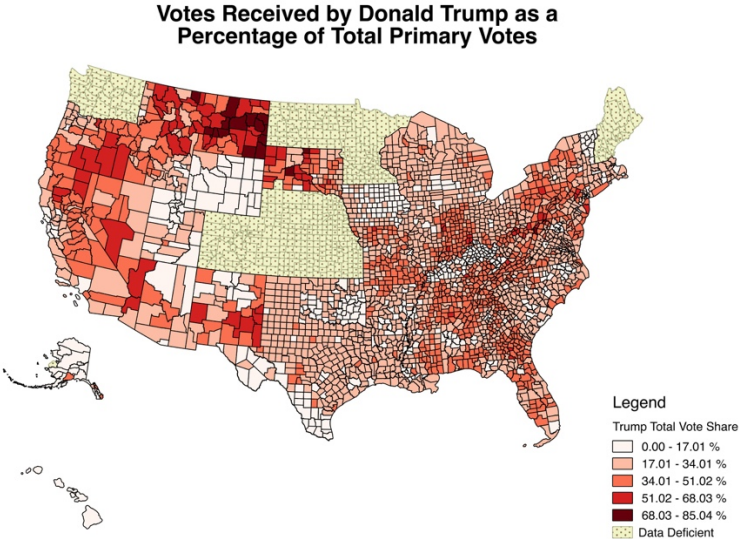 Votes Received by Donald Trump as a
Percentage of Total Primary Votes
Legend
Trump Total Vote Share
0.00 - 17.01 %
17.01 - 34.01 %
34.01 - 51.02 %
51.02 - 68.03 %
68.03 - 85.04 %
Data Deficient